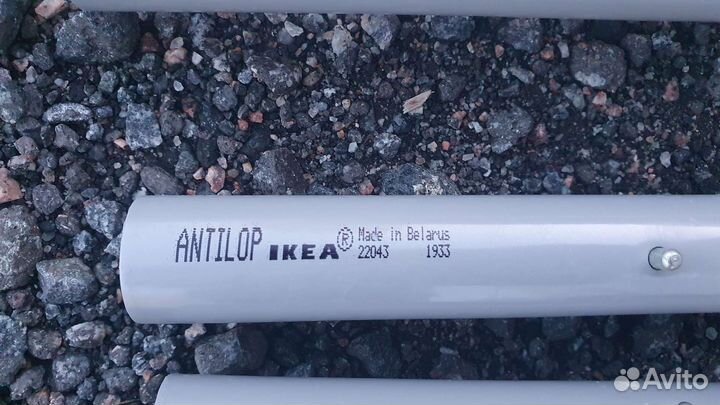 ANTILOP IKEA® Made in Belarus
22043 1933
Avito